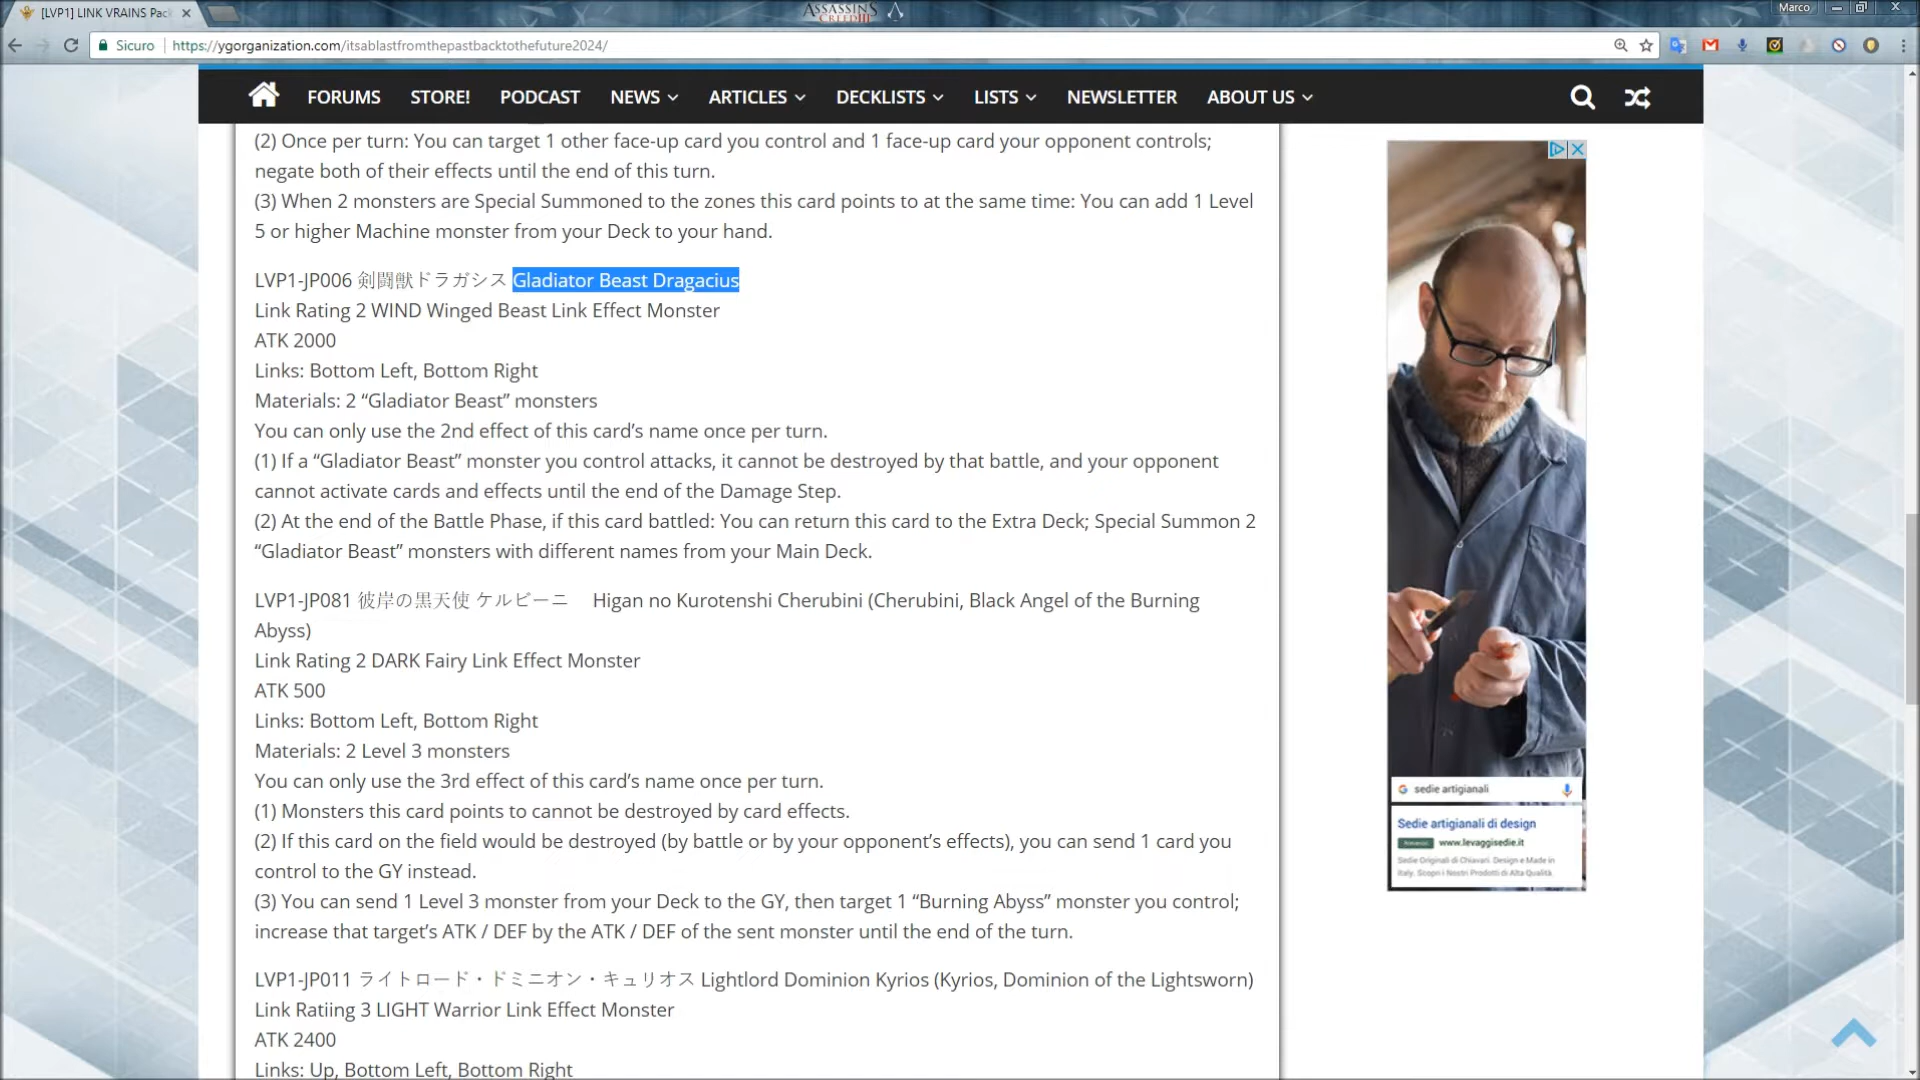 [LVP1] LINK VRAINS Pac
ASSASSIN'S
CREED III
Marco
Sicuro
https://ygorganization.com/itsablastfromthepastbacktothefuture2024/
FORUMS STORE! PODCAST NEWS ARTICLES DECKLISTS LISTS NEWSLETTER ABOUT US
(2) Once per turn: You can target 1 other face-up card you control and 1 face-up card your opponent controls;
negate both of their effects until the end of this turn.
(3) When 2 monsters are Special Summoned to the zones this card points to at the same time: You can add 1 Level
5 or higher Machine monster from your Deck to your hand.
LVP1-JP006 剣闘獣ドラガシス Gladiator Beast Dragacius
Link Rating 2 WIND Winged Beast Link Effect Monster
ATK 2000
Links: Bottom Left, Bottom Right
Materials: 2 “Gladiator Beast” monsters
You can only use the 2nd effect of this card’s name once per turn.
(1) If a “Gladiator Beast” monster you control attacks, it cannot be destroyed by that battle, and your opponent
cannot activate cards and effects until the end of the Damage Step.
(2) At the end of the Battle Phase, if this card battled: You can return this card to the Extra Deck; Special Summon 2
“Gladiator Beast” monsters with different names from your Main Deck.
LVP1-JP081 彼岸の黒天使 ケルビーニ Higan no Kurotenshi Cherubini (Cherubini, Black Angel of the Burning
Abyss)
Link Rating 2 DARK Fairy Link Effect Monster
ATK 500
Links: Bottom Left, Bottom Right
Materials: 2 Level 3 monsters
You can only use the 3rd effect of this card’s name once per turn.
(1) Monsters this card points to cannot be destroyed by card effects.
(2) If this card on the field would be destroyed (by battle or by your opponent’s effects), you can send 1 card you
control to the GY instead.
(3) You can send 1 Level 3 monster from your Deck to the GY, then target 1 “Burning Abyss” monster you control;
increase that target’s ATK / DEF by the ATK / DEF of the sent monster until the end of the turn.
LVP1-JP011 ライトロード・ドミニオン・キュリオス Lightlord Dominion Kyrios (Kyrios, Dominion of the Lightsworn)
Link Ratiing 3 LIGHT Warrior Link Effect Monster
ATK 2400
Links: Up, Bottom Left, Bottom Right
sedie artigianali
Sedie artigianali di design
www.levaggisedie.it
Sedie Originali di Chiavari. Design e Made in
Italy. Scopri i Nostri Prodotti di Alta Qualità.